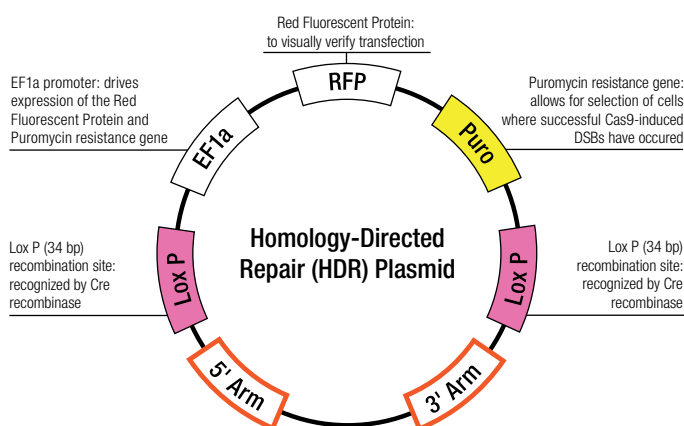 Red Fluorescent Protein:
to visually verify transfection
RFP
EF1a promoter: drives
expression of the Red
Fluorescent Protein and
Puromycin resistance gene
Puromycin resistance gene:
allows for selection of cells
where successful Cas9-induced
DSBs have occured
EF1a
Puro
Homology-Directed
Repair (HDR) Plasmid
Lox P (34 bp)
recombination site:
recognized by Cre
recombinase
Lox P
Lox P
Lox P (34 bp)
recombination site:
recognized by Cre
recombinase
5' Arm
3' Arm